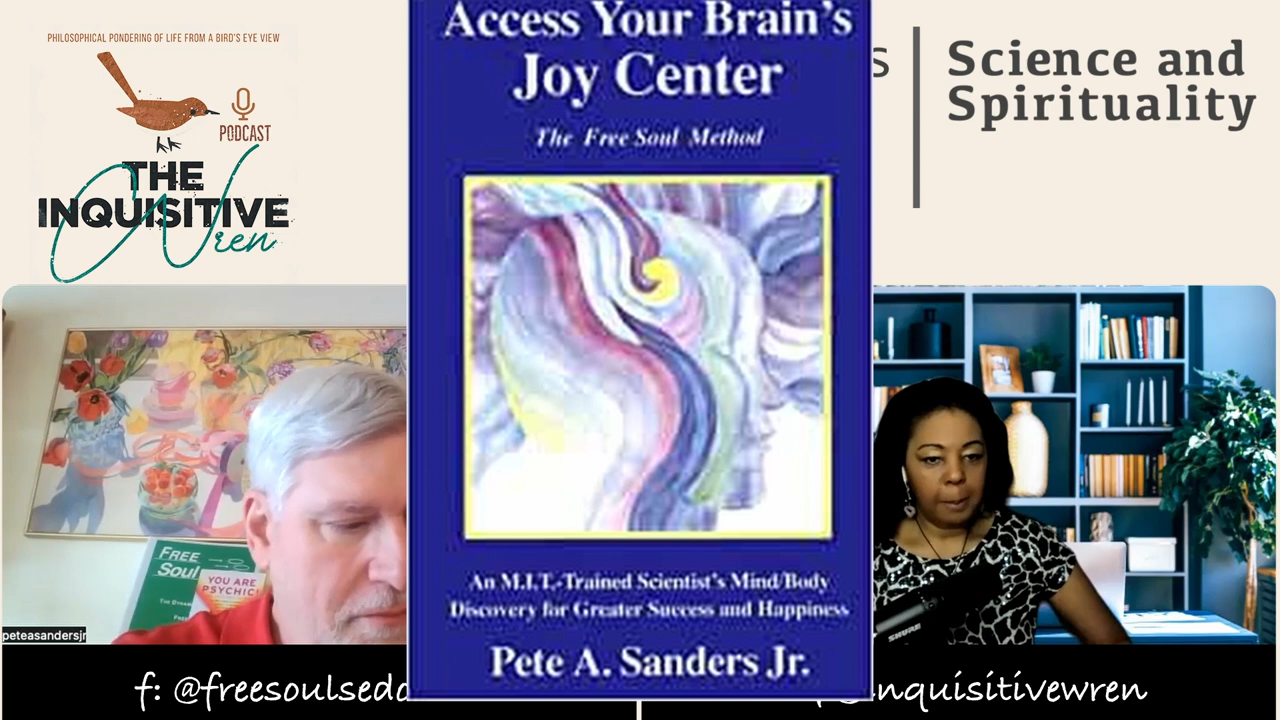 PHILOSOPHICAL PONDERING OF LIFE FROM A BIRD'S EYE VIEW
PODCAST
THE
INQUISITIVE
Wren
Access Your Brain's
Joy Center
The Free Soul Method
An M.I.T.-Trained Scientist's Mind/Body
Discovery for Greater Success and Happiness
Pete A. Sanders Jr.
s
Science and
Spirituality
FREE
Soul
YOU ARE
PSYCHIC!
peteasandersjr
SHURE
f: @freesoulsed
nquisitivewren